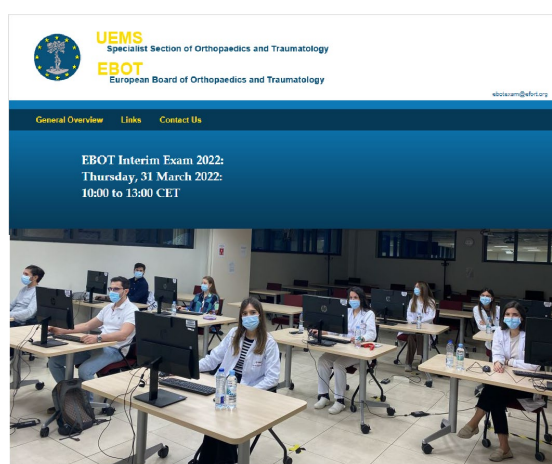 UEMS
Specialist Section of Orthopaedics and Traumatology
EBOT
European Board of Orthopaedics and Traumatology
ebotexam@efort.org
General Overview Links Contact Us
EBOT Interim Exam 2022:
Thursday, 31 March 2022:
10:00 to 13:00 CET